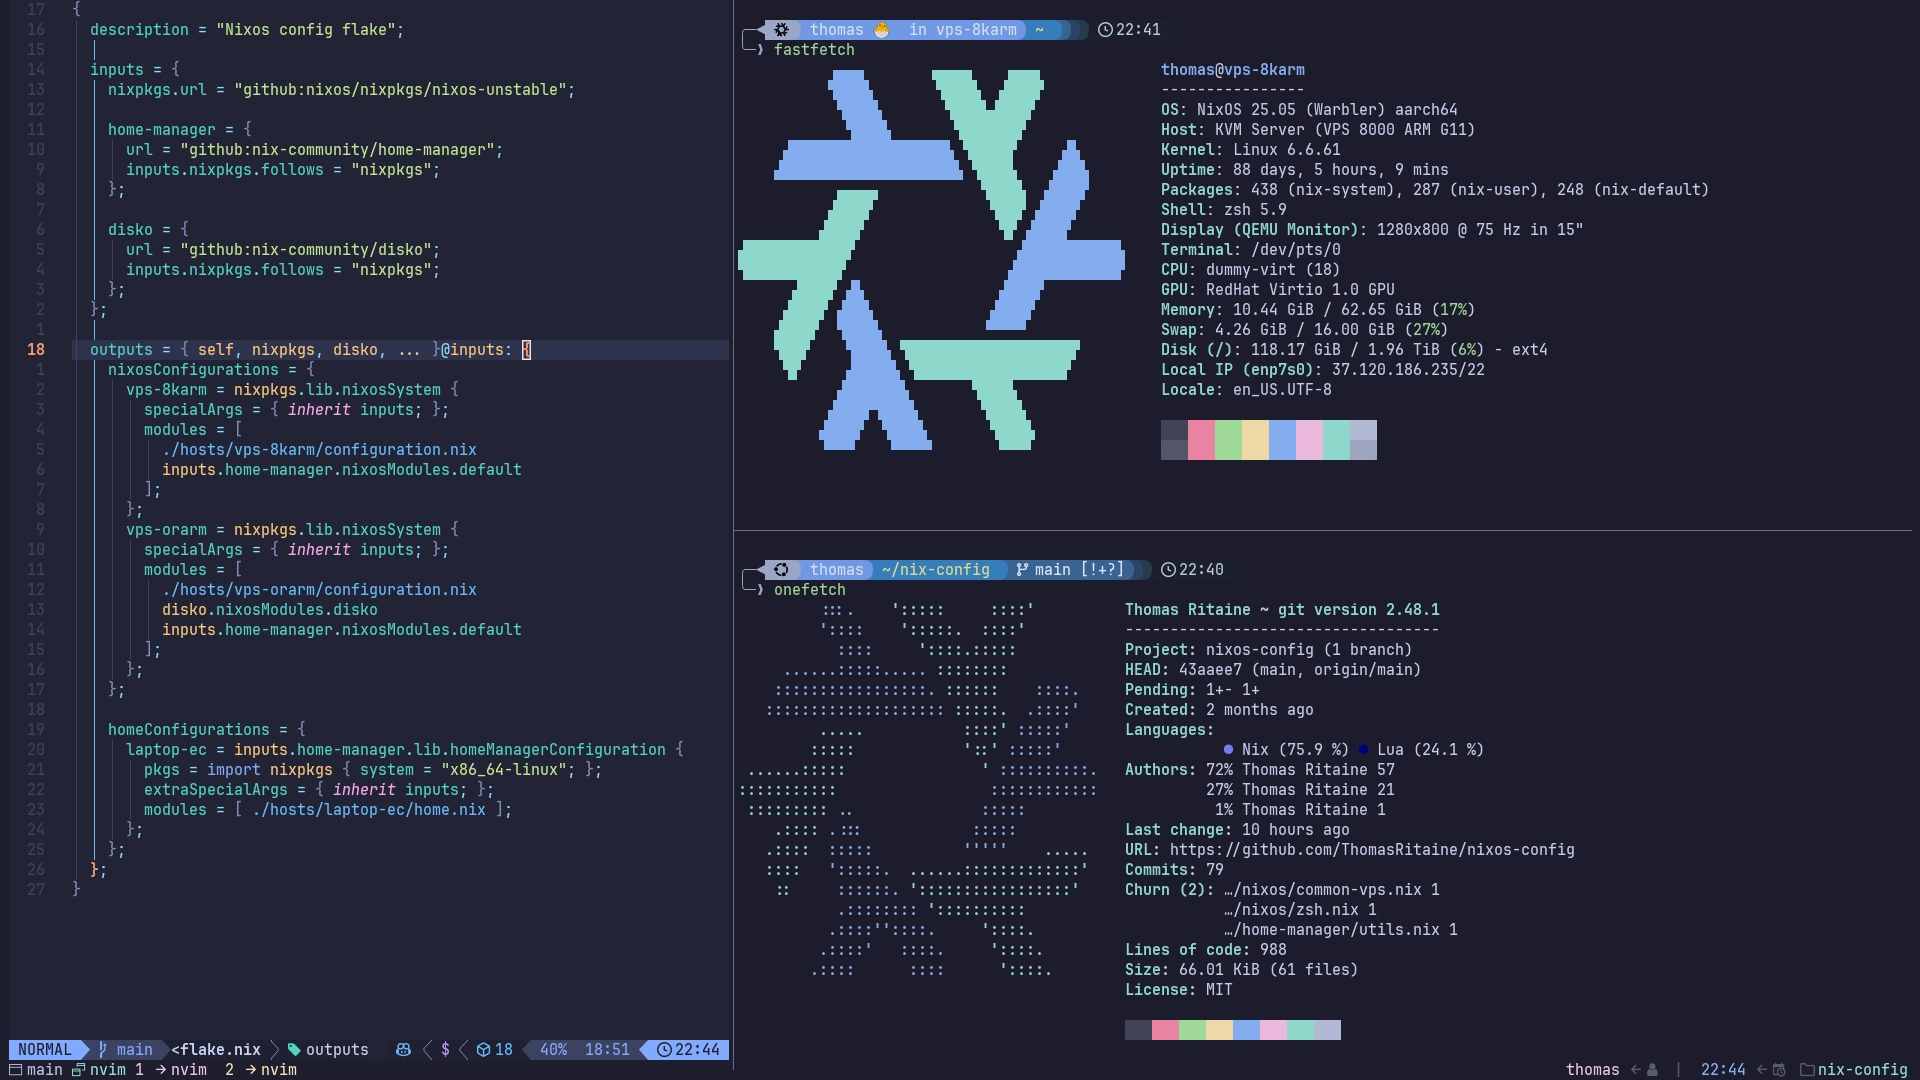 17 {
16 description = "Nixos config flake";
15
14 inputs = {
13 nixpkgs.url = "github:nixos/nixpkgs/nixos-unstable";
12
11 home-manager = {
10 url = "github:nix-community/home-manager";
9 inputs.nixpkgs.follows = "nixpkgs";
8 };
7
6 disko = {
5 url = "github:nix-community/disko";
4 inputs.nixpkgs.follows = "nixpkgs";
3 };
2 };
1
18 outputs = { self, nixpkgs, disko, ... }@inputs: {
1 nixosConfigurations = {
2 vps-8karm = nixpkgs.lib.nixosSystem {
3 specialArgs = { inherit inputs; };
4 modules = [
5 ./hosts/vps-8karm/configuration.nix
6 inputs.home-manager.nixosModules.default
7 ];
8 };
9 vps-orarm = nixpkgs.lib.nixosSystem {
10 specialArgs = { inherit inputs; };
11 modules = [
12 ./hosts/vps-orarm/configuration.nix
13 disko.nixosModules.disko
14 inputs.home-manager.nixosModules.default
15 ];
16 };
17 };
18
19 homeConfigurations = {
20 laptop-ec = inputs.home-manager.lib.homeManagerConfiguration {
21 pkgs = import nixpkgs { system = "x86_64-linux"; };
22 extraSpecialArgs = { inherit inputs; };
23 modules = [ ./hosts/laptop-ec/home.nix ];
24 };
25 };
26 };
27 }
NORMAL main <flake.nix outputs $ 18 40% 18:51 22:44
thomas in vps-8karm ~ 22:41
fastfetch
thomas@vps-8karm
----------------
OS: NixOS 25.05 (Warbler) aarch64
Host: KVM Server (VPS 8000 ARM G11)
Kernel: Linux 6.6.61
Uptime: 88 days, 5 hours, 9 mins
Packages: 438 (nix-system), 287 (nix-user), 248 (nix-default)
Shell: zsh 5.9
Display (QEMU Monitor): 1280x800 @ 75 Hz in 15"
Terminal: /dev/pts/0
CPU: dummy-virt (18)
GPU: RedHat Virtio 1.0 GPU
Memory: 10.44 GiB / 62.65 GiB (17%)
Swap: 4.26 GiB / 16.00 GiB (27%)
Disk (/): 118.17 GiB / 1.96 TiB (6%) - ext4
Local IP (enp7s0): 37.120.186.235/22
Locale: en_US.UTF-8
thomas ~/nix-config main [!+?] 22:40
onefetch
Thomas Ritaine ~ git version 2.48.1
-----------------------------------
Project: nixos-config (1 branch)
HEAD: 43aaee7 (main, origin/main)
Pending: 1+- 1+
Created: 2 months ago
Languages:
● Nix (75.9 %) ● Lua (24.1 %)
Authors: 72% Thomas Ritaine 57
27% Thomas Ritaine 21
1% Thomas Ritaine 1
Last change: 10 hours ago
URL: https://github.com/ThomasRitaine/nixos-config
Commits: 79
Churn (2): …/nixos/common-vps.nix 1
…/nixos/zsh.nix 1
…/home-manager/utils.nix 1
Lines of code: 988
Size: 66.01 KiB (61 files)
License: MIT
main nvim 1 → nvim 2 → nvim thomas ← | 22:44 ← nix-config